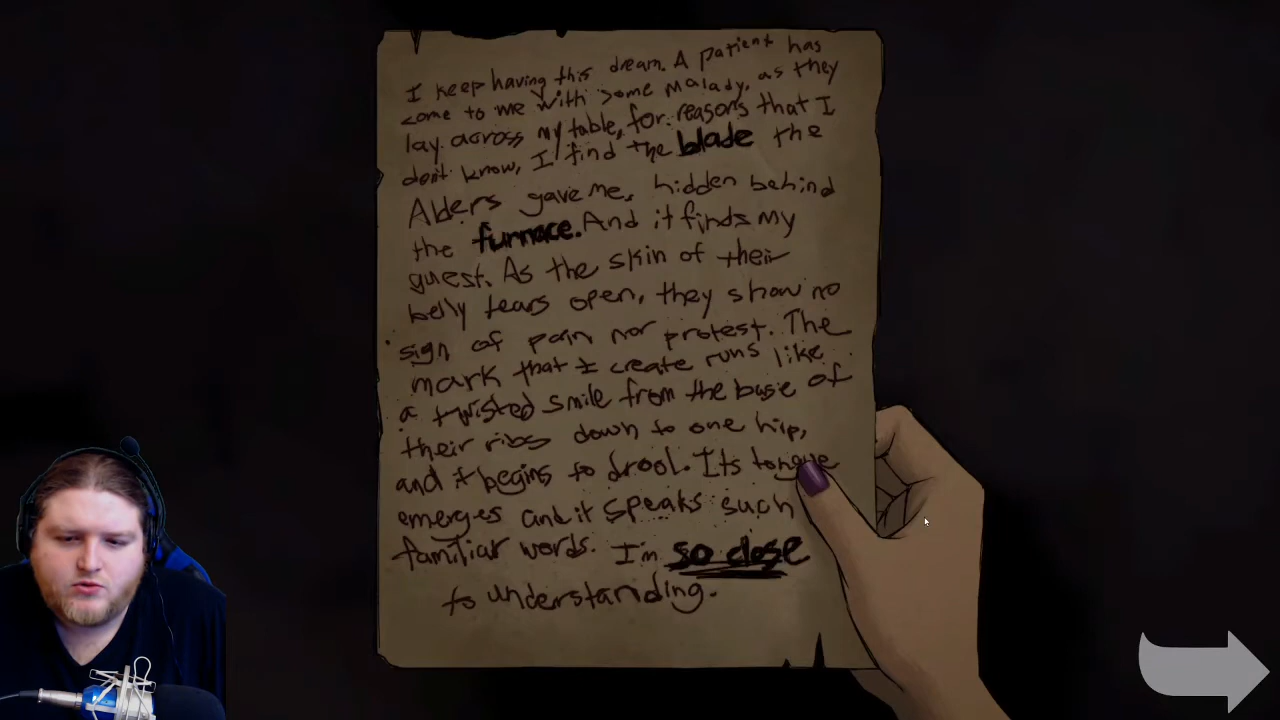 I keep having this dream. A patient has
come to me with some malady, as they
lay across my table, for reasons that I
don't know, I find the blade the
Alders gave me, hidden behind
the furnace. And it finds my
guest. As the skin of their
belly tears open, they show no
sign of pain nor protest. The
mark that I create runs like
a twisted smile from the base of
their ribs down to one hip,
and it begins to drool. Its tongue
emerges and it speaks such
familiar words. I'm so close
to understanding.